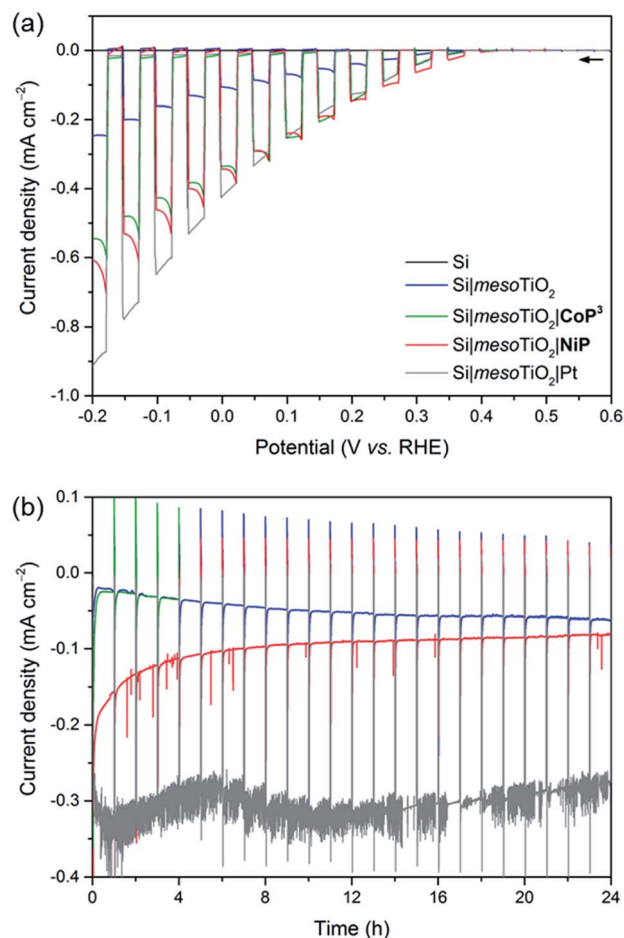 (a)
0.0
-0.2
-0.4
-0.6
-0.8
-1.0
Current density (mA cm⁻²)
Si
Si|mesoTiO₂
Si|mesoTiO₂|CoP³
Si|mesoTiO₂|NiP
Si|mesoTiO₂|Pt
-0.2 -0.1 0.0 0.1 0.2 0.3 0.4 0.5 0.6
Potential (V vs. RHE)
(b)
0.1
0.0
-0.1
-0.2
-0.3
-0.4
Current density (mA cm⁻²)
0 4 8 12 16 20 24
Time (h)